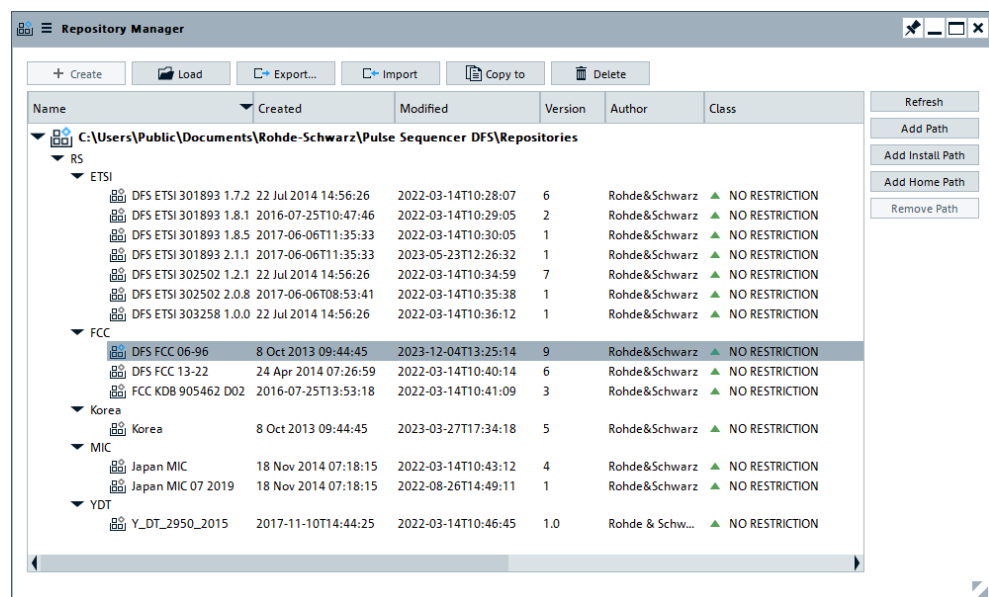 Repository Manager
+ Create Load Export... Import Copy to Delete
Name Created Modified Version Author Class
Refresh
Add Path
Add Install Path
Add Home Path
Remove Path
C:\Users\Public\Documents\Rohde-Schwarz\Pulse Sequencer DFS\Repositories
RS
ETSI
DFS ETSI 301893 1.7.2 22 Jul 2014 14:56:26 2022-03-14T10:28:07 6 Rohde&Schwarz NO RESTRICTION
DFS ETSI 301893 1.8.1 2016-07-25T10:47:46 2022-03-14T10:29:05 2 Rohde&Schwarz NO RESTRICTION
DFS ETSI 301893 1.8.5 2017-06-06T11:35:33 2022-03-14T10:30:05 1 Rohde&Schwarz NO RESTRICTION
DFS ETSI 301893 2.1.1 2017-06-06T11:35:33 2023-05-23T12:26:32 1 Rohde&Schwarz NO RESTRICTION
DFS ETSI 302502 1.2.1 22 Jul 2014 14:56:26 2022-03-14T10:34:59 7 Rohde&Schwarz NO RESTRICTION
DFS ETSI 302502 2.0.8 2017-06-06T08:53:41 2022-03-14T10:35:38 1 Rohde&Schwarz NO RESTRICTION
DFS ETSI 303258 1.0.0 22 Jul 2014 14:56:26 2022-03-14T10:36:12 1 Rohde&Schwarz NO RESTRICTION
FCC
DFS FCC 06-96 8 Oct 2013 09:44:45 2023-12-04T13:25:14 9 Rohde&Schwarz NO RESTRICTION
DFS FCC 13-22 24 Apr 2014 07:26:59 2022-03-14T10:40:14 6 Rohde&Schwarz NO RESTRICTION
FCC KDB 905462 D02 2016-07-25T13:53:18 2022-03-14T10:41:09 3 Rohde&Schwarz NO RESTRICTION
Korea
Korea 8 Oct 2013 09:44:45 2023-03-27T17:34:18 5 Rohde&Schwarz NO RESTRICTION
MIC
Japan MIC 18 Nov 2014 07:18:15 2022-03-14T10:43:12 4 Rohde&Schwarz NO RESTRICTION
Japan MIC 07 2019 18 Nov 2014 07:18:15 2022-08-26T14:49:11 1 Rohde&Schwarz NO RESTRICTION
YDT
Y_DT_2950_2015 2017-11-10T14:44:25 2022-03-14T10:46:45 1.0 Rohde & Schw... NO RESTRICTION